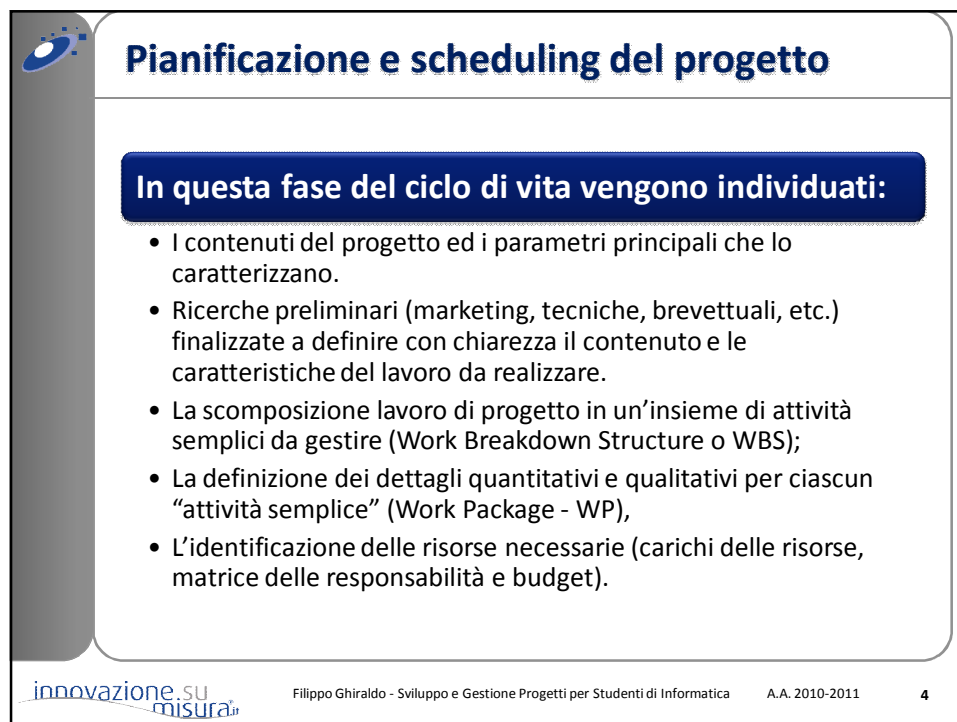 Pianificazione e scheduling del progetto
In questa fase del ciclo di vita vengono individuati:
• I contenuti del progetto ed i parametri principali che lo
caratterizzano.
• Ricerche preliminari (marketing, tecniche, brevettuali, etc.)
finalizzate a definire con chiarezza il contenuto e le
caratteristiche del lavoro da realizzare.
• La scomposizione lavoro di progetto in un’insieme di attività
semplici da gestire (Work Breakdown Structure o WBS);
• La definizione dei dettagli quantitativi e qualitativi per ciascun
“attività semplice” (Work Package - WP),
• L’identificazione delle risorse necessarie (carichi delle risorse,
matrice delle responsabilità e budget).
innovazione.su
misura.it
Filippo Ghiraldo - Sviluppo e Gestione Progetti per Studenti di Informatica A.A. 2010-2011 4